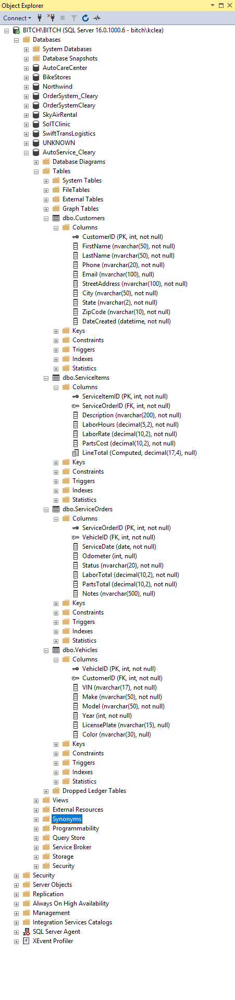 Object Explorer
Connect
BITCH\BITCH (SQL Server 16.0.1000.6 - bitch\kclea)
Databases
System Databases
Database Snapshots
AutoCareCenter
BikeStores
Northwind
OrderSystem_Cleary
OrderSystemCleary
SkyAirRental
SolTClinic
SwiftTransLogistics
UNKNOWN
AutoService_Cleary
Database Diagrams
Tables
System Tables
FileTables
External Tables
Graph Tables
dbo.Customers
Columns
CustomerID (PK, int, not null)
FirstName (nvarchar(50), not null)
LastName (nvarchar(50), not null)
Phone (nvarchar(20), not null)
Email (nvarchar(100), null)
StreetAddress (nvarchar(100), not null)
City (nvarchar(50), not null)
State (nvarchar(2), not null)
ZipCode (nvarchar(10), not null)
DateCreated (datetime, not null)
Keys
Constraints
Triggers
Indexes
Statistics
dbo.ServiceItems
Columns
ServiceItemID (PK, int, not null)
ServiceOrderID (FK, int, not null)
Description (nvarchar(200), not null)
LaborHours (decimal(5,2), not null)
LaborRate (decimal(10,2), not null)
PartsCost (decimal(10,2), not null)
LineTotal (Computed, decimal(17,4), null)
Keys
Constraints
Triggers
Indexes
Statistics
dbo.ServiceOrders
Columns
ServiceOrderID (PK, int, not null)
VehicleID (FK, int, not null)
ServiceDate (date, not null)
Odometer (int, null)
Status (nvarchar(20), not null)
LaborTotal (decimal(10,2), not null)
PartsTotal (decimal(10,2), not null)
Notes (nvarchar(500), null)
Keys
Constraints
Triggers
Indexes
Statistics
dbo.Vehicles
Columns
VehicleID (PK, int, not null)
CustomerID (FK, int, not null)
VIN (nvarchar(17), not null)
Make (nvarchar(50), not null)
Model (nvarchar(50), not null)
Year (int, not null)
LicensePlate (nvarchar(15), null)
Color (nvarchar(30), null)
Keys
Constraints
Triggers
Indexes
Statistics
Dropped Ledger Tables
Views
External Resources
Synonyms
Programmability
Query Store
Service Broker
Storage
Security
Security
Server Objects
Replication
Always On High Availability
Management
Integration Services Catalogs
SQL Server Agent
XEvent Profiler